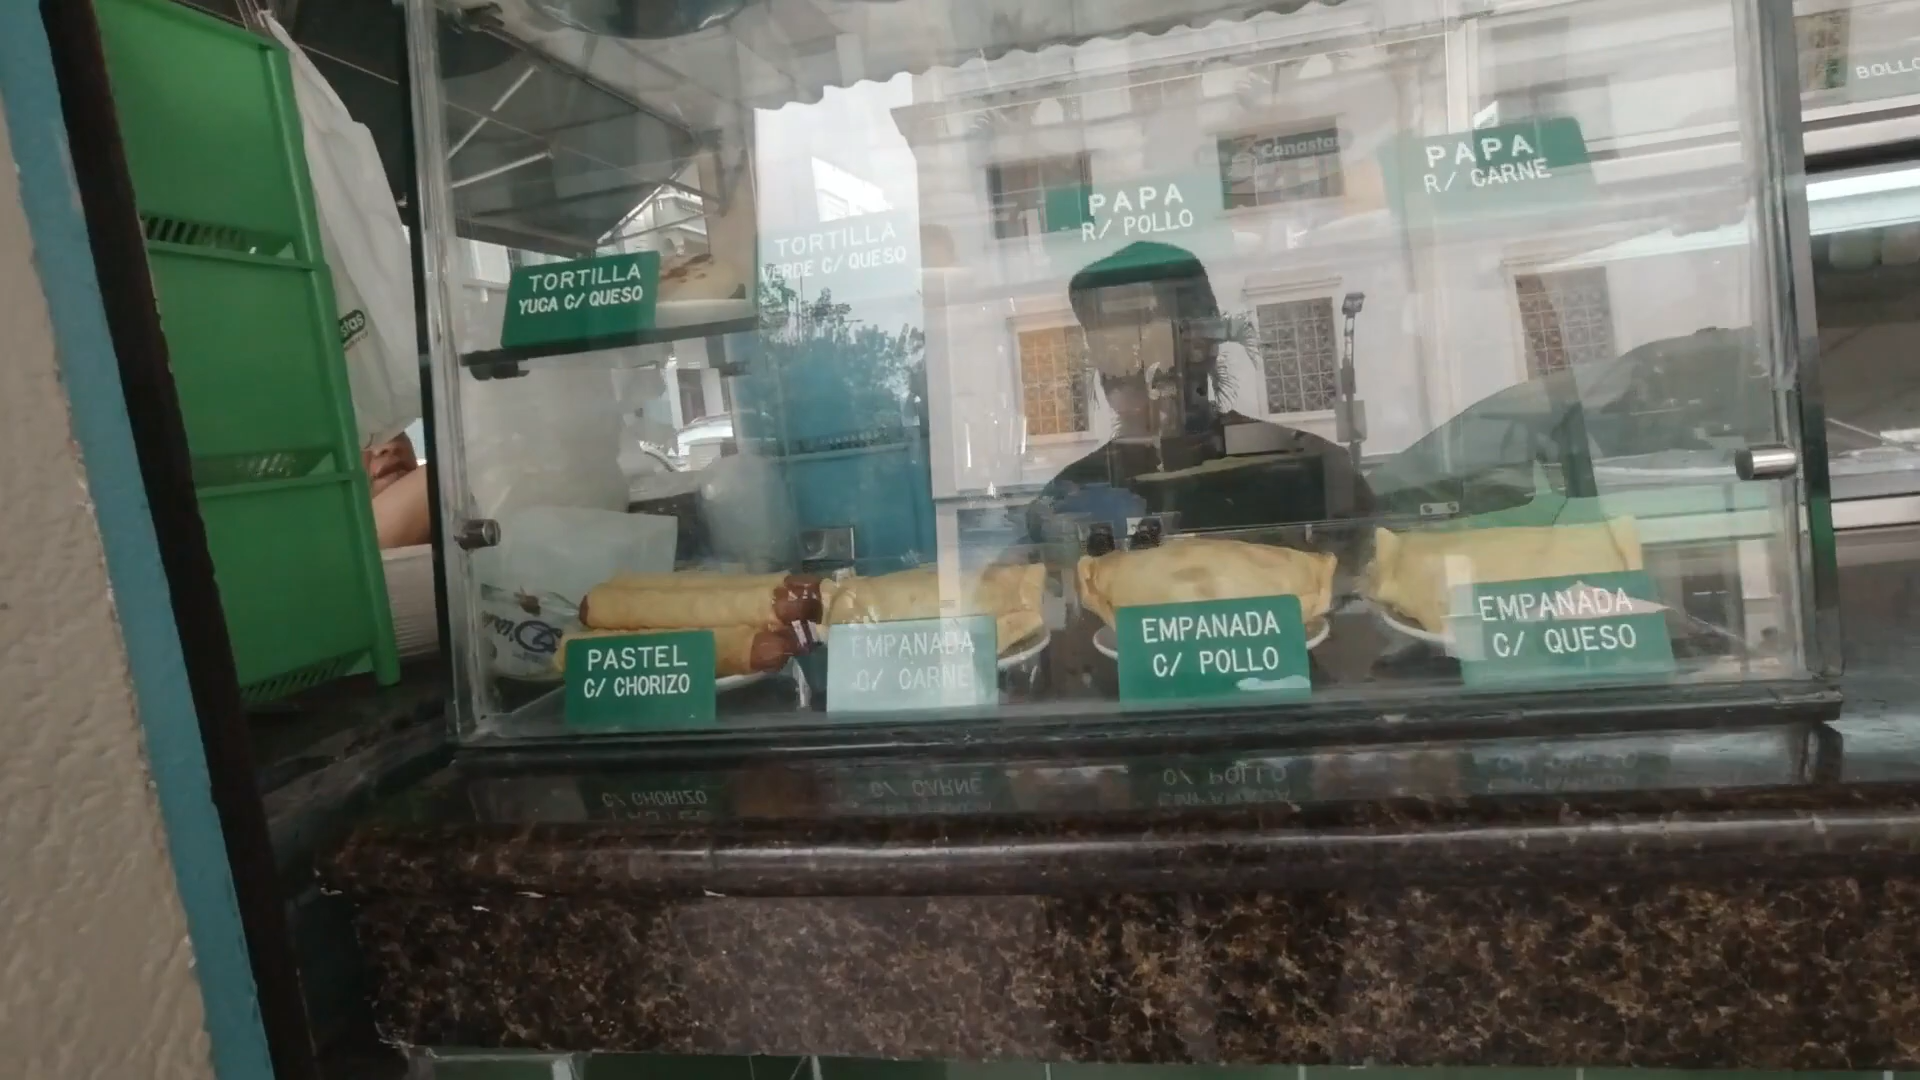 BOLLO
Canastas
PAPA
R/ CARNE
PAPA
R/ POLLO
TORTILLA
VERDE C/ QUESO
TORTILLA
YUCA C/ QUESO
stas
PASTEL
C/ CHORIZO
EMPANADA
C/ CARNE
EMPANADA
C/ POLLO
EMPANADA
C/ QUESO